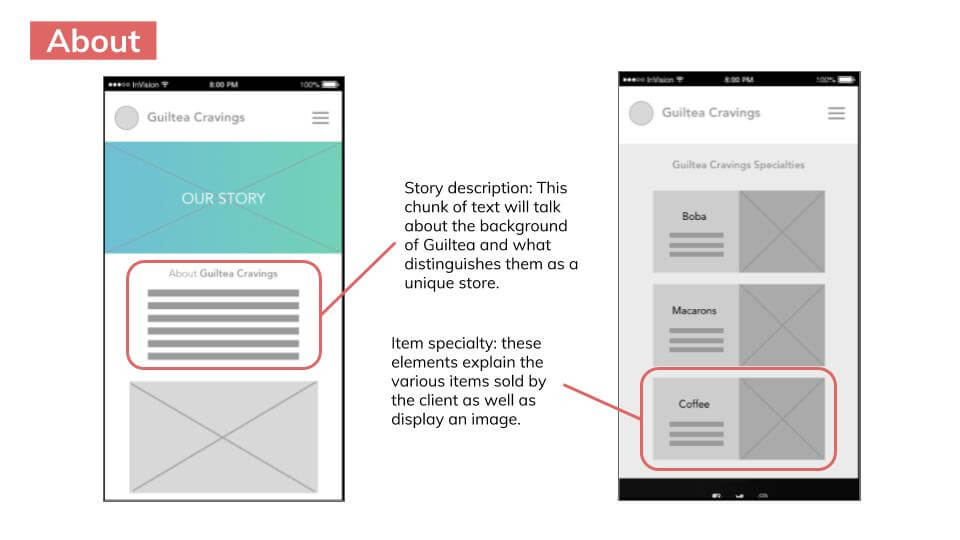 About
InVision 8:00 PM 100%
Guiltea Cravings
OUR STORY
About Guiltea Cravings
Story description: This
chunk of text will talk
about the background
of Guiltea and what
distinguishes them as a
unique store.
Item specialty: these
elements explain the
various items sold by
the client as well as
display an image.
InVision 8:00 PM 100%
Guiltea Cravings
Guiltea Cravings Specialties
Boba
Macarons
Coffee